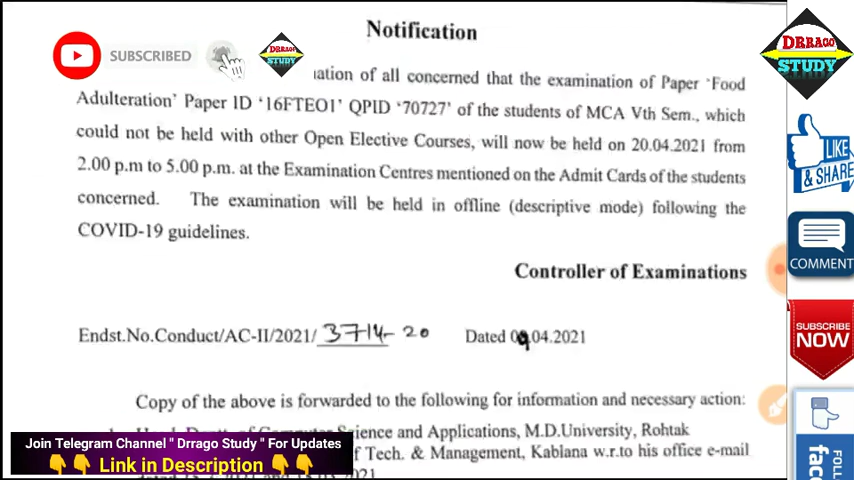 Notification
SUBSCRIBED
DRRAGO
STUDY
DRRAGO
STUDY
ation of all concerned that the examination of Paper 'Food
Adulteration' Paper ID '16FTEO1' QPID '70727' of the students of MCA Vth Sem., which
could not be held with other Open Elective Courses, will now be held on 20.04.2021 from
2.00 p.m to 5.00 p.m. at the Examination Centres mentioned on the Admit Cards of the students
concerned. The examination will be held in offline (descriptive mode) following the
COVID-19 guidelines.
LIKE
& SHARE
COMMENT
Controller of Examinations
Endst.No.Conduct/AC-II/2021/3714-20 Dated 09.04.2021
SUBSCRIBE
NOW
Copy of the above is forwarded to the following for information and necessary action:
Science and Applications, M.D.University, Rohtak
of Tech. & Management, Kablana w.r.to his office e-mail
Join Telegram Channel " Drrago Study " For Updates
👇👇 Link in Description 👇👇
FOLL
fac